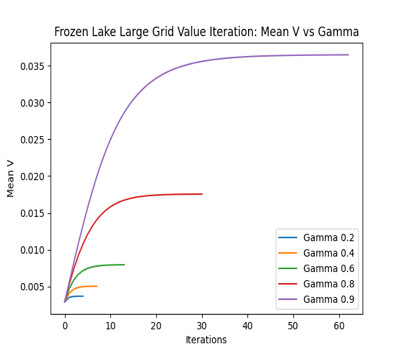 Frozen Lake Large Grid Value Iteration: Mean V vs Gamma
Mean V
0.035
0.030
0.025
0.020
0.015
0.010
0.005
0 10 20 30 40 50 60
Iterations
Gamma 0.2
Gamma 0.4
Gamma 0.6
Gamma 0.8
Gamma 0.9